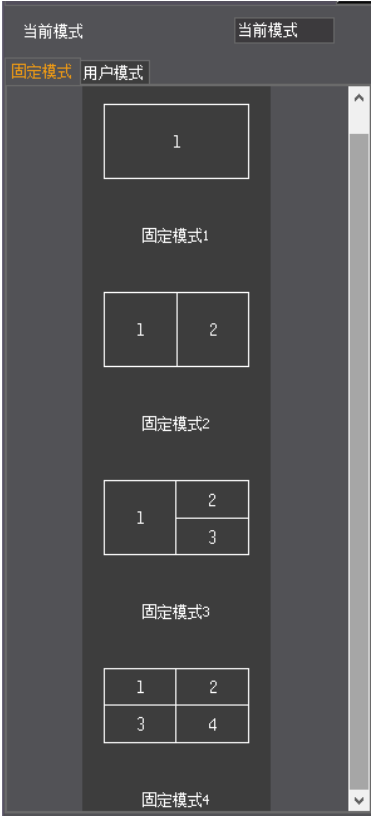 当前模式 当前模式
固定模式 用户模式
1
固定模式1
1 2
固定模式2
1 2
3
固定模式3
1 2
3 4
固定模式4